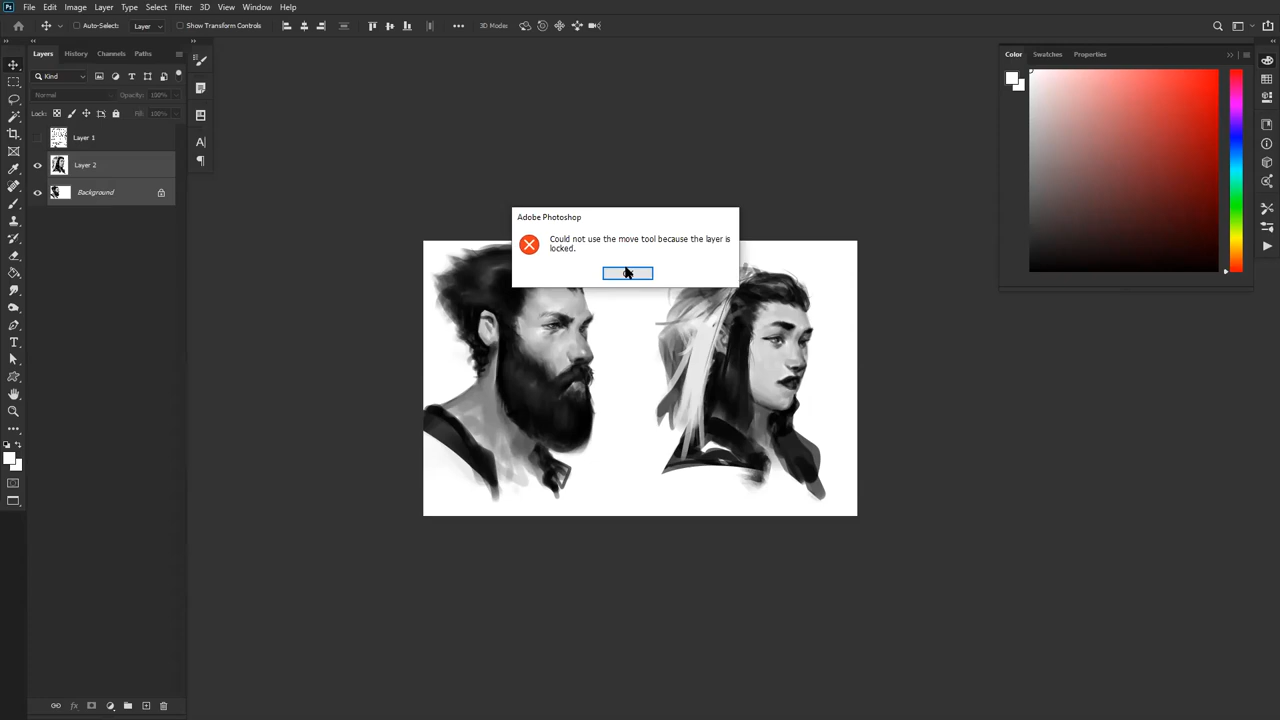 Ps File Edit Image Layer Type Select Filter 3D View Window Help
Auto-Select: Layer Show Transform Controls 3D Modes:
Layers History Channels Paths
Kind
Normal Opacity: 100%
Lock: Fill: 100%
Layer 1
Layer 2
Background
Adobe Photoshop
Could not use the move tool because the layer is
locked.
Color Swatches Properties